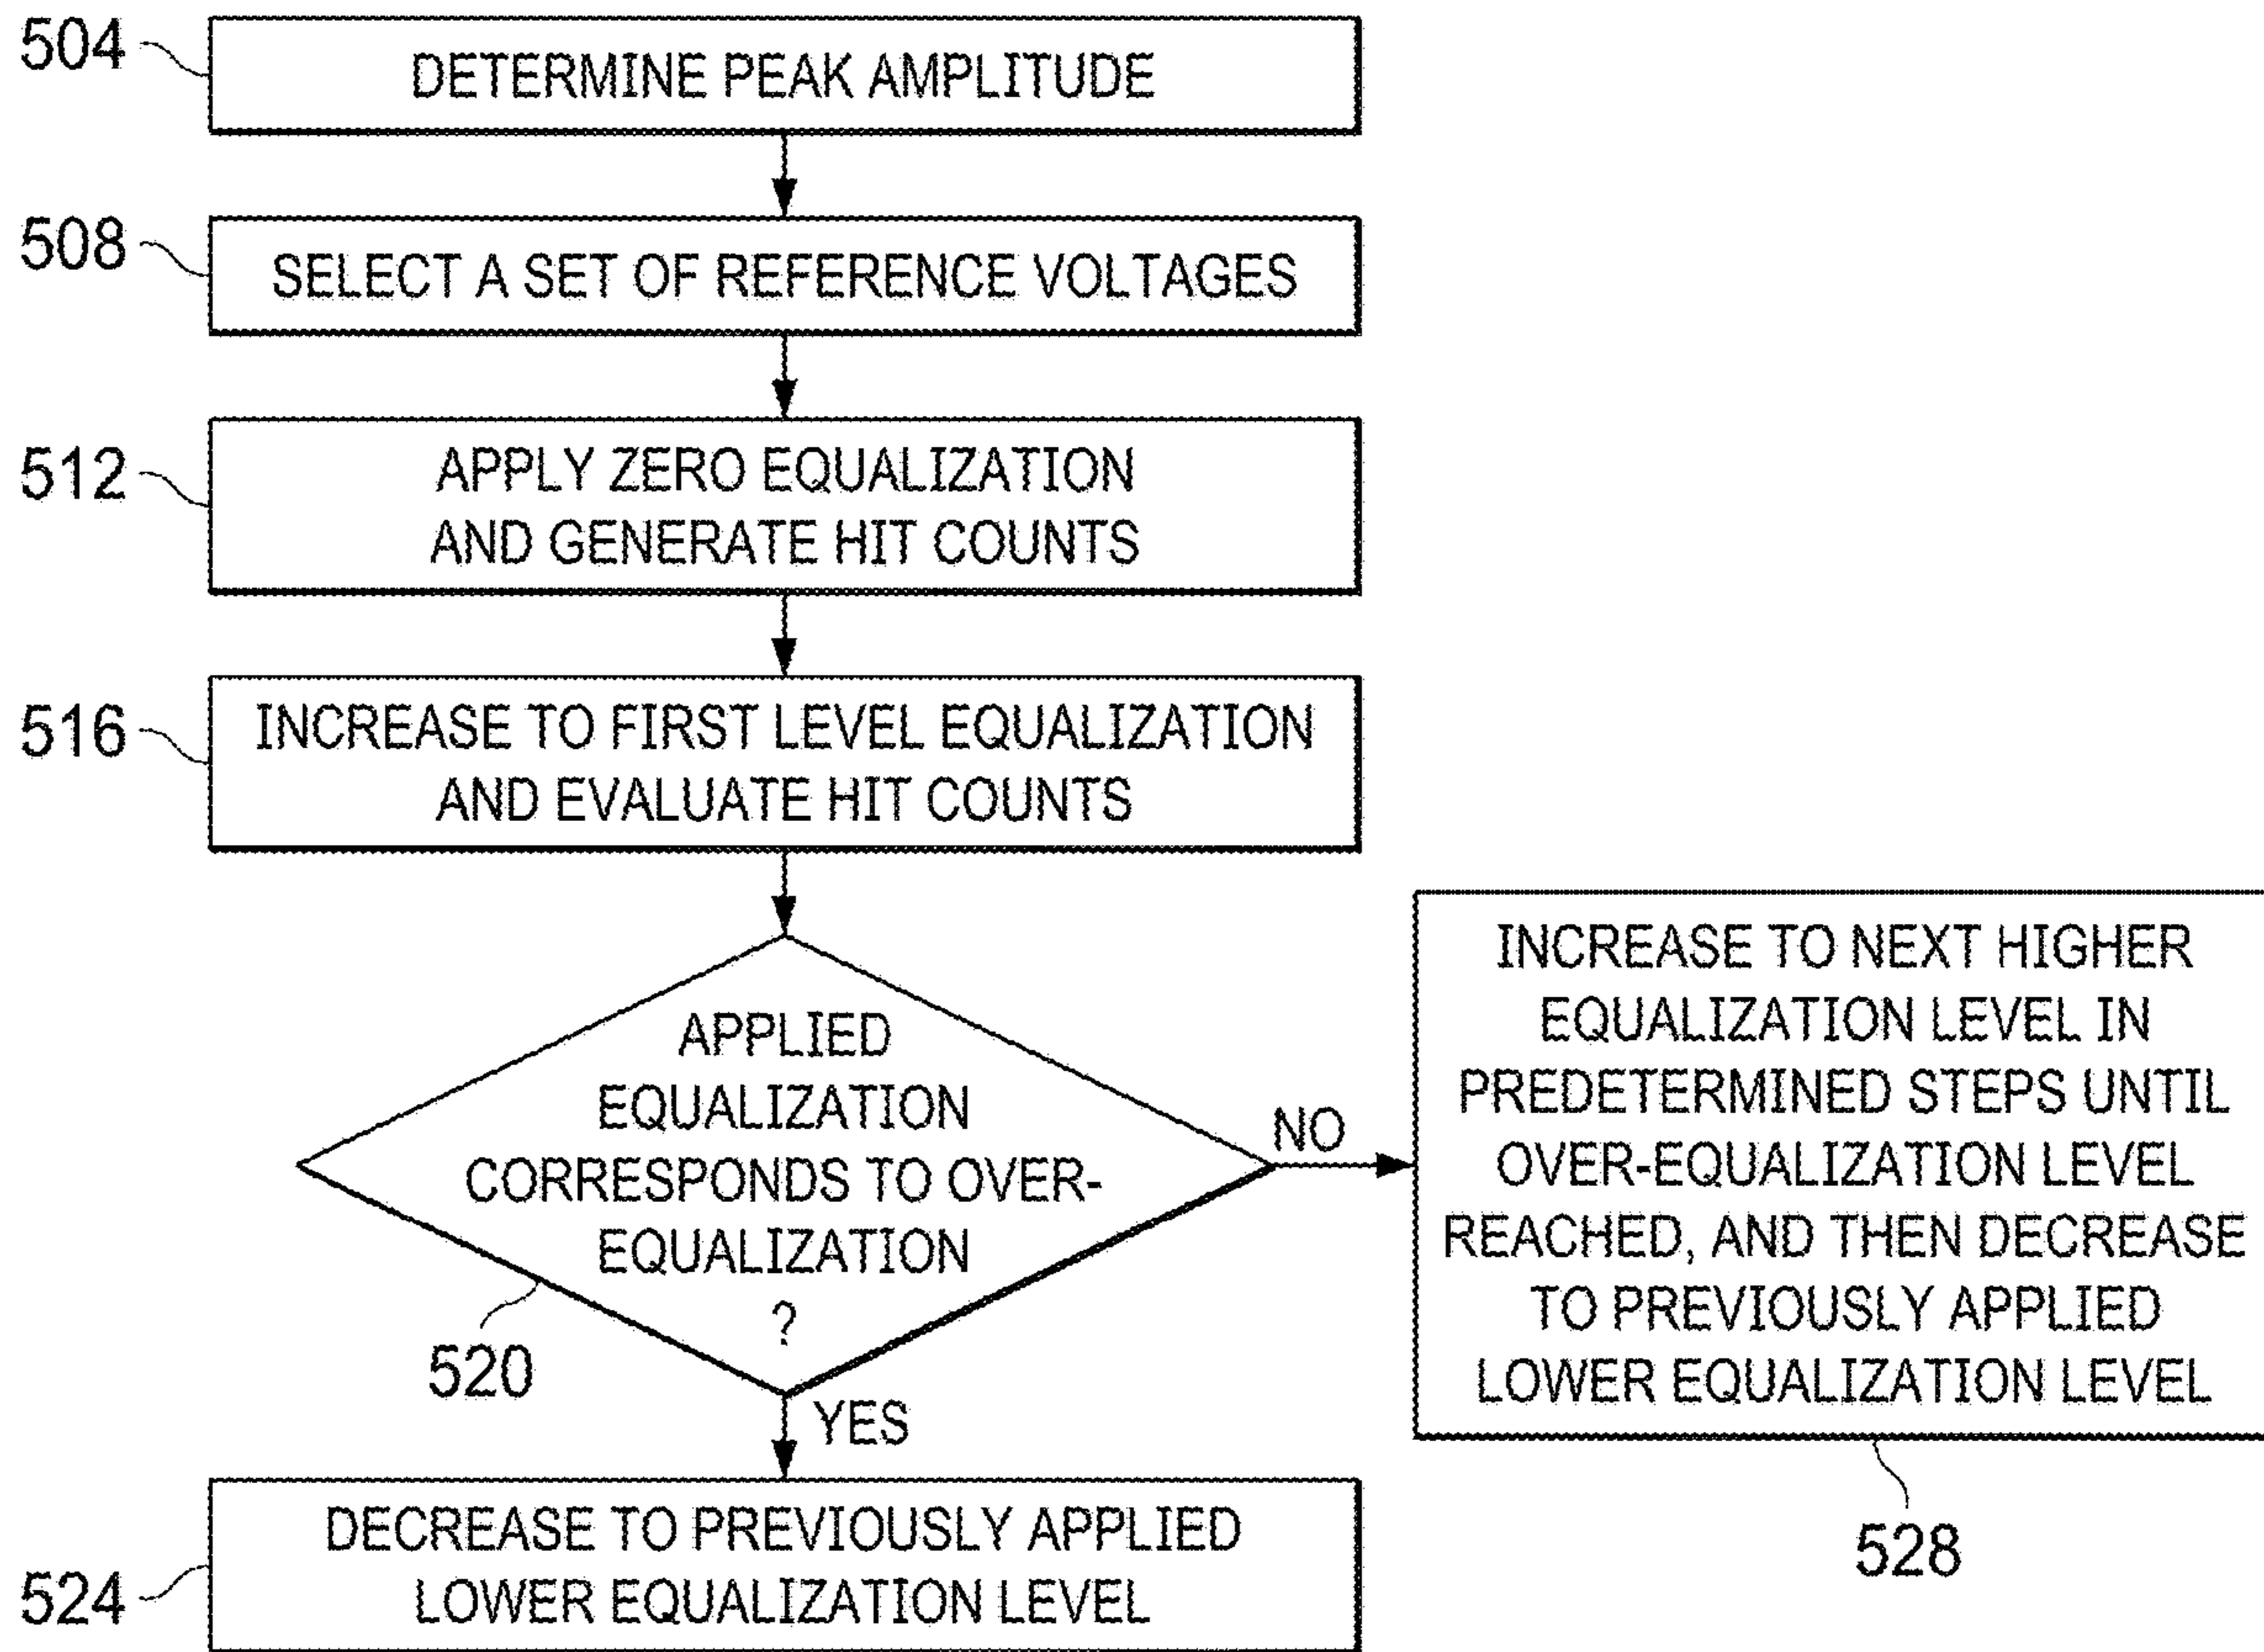 504
DETERMINE PEAK AMPLITUDE
508
SELECT A SET OF REFERENCE VOLTAGES
512
APPLY ZERO EQUALIZATION
AND GENERATE HIT COUNTS
516
INCREASE TO FIRST LEVEL EQUALIZATION
AND EVALUATE HIT COUNTS
APPLIED
EQUALIZATION
CORRESPONDS TO OVER-
EQUALIZATION
?
520
NO
INCREASE TO NEXT HIGHER
EQUALIZATION LEVEL IN
PREDETERMINED STEPS UNTIL
OVER-EQUALIZATION LEVEL
REACHED, AND THEN DECREASE
TO PREVIOUSLY APPLIED
LOWER EQUALIZATION LEVEL
528
YES
524
DECREASE TO PREVIOUSLY APPLIED
LOWER EQUALIZATION LEVEL